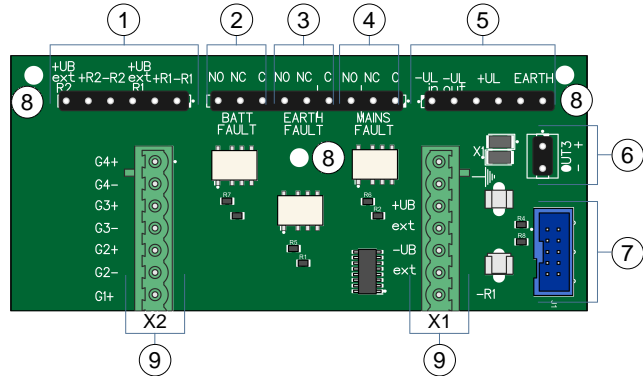 1 2 3 4 5
+UB ext R2 +R2 -R2 +UB ext R1 +R1 -R1
NO NC C NO NC C NO NC C
-UL in -UL out +UL EARTH
8 8
BATT FAULT EARTH FAULT MAINS FAULT
8
X1
OUT3 + -
6
G4+
G4-
G3+
G3-
G2+
G2-
G1+
R7
R5
R1
R6
R2
+UB
ext
-UB
ext
-R1
R4
R8
7
J1
X2 X1
9 9